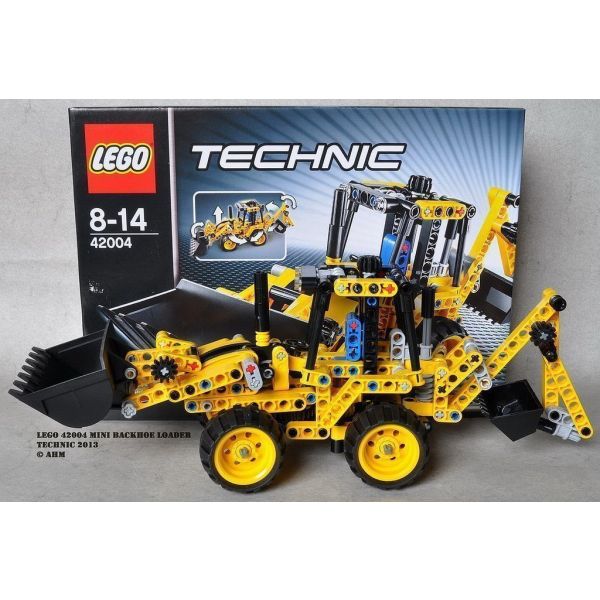 LEGO
TECHNIC
8-14
42004
LEGO 42004 MINI BACKHOE LOADER
TECHNIC 2013
© AHM